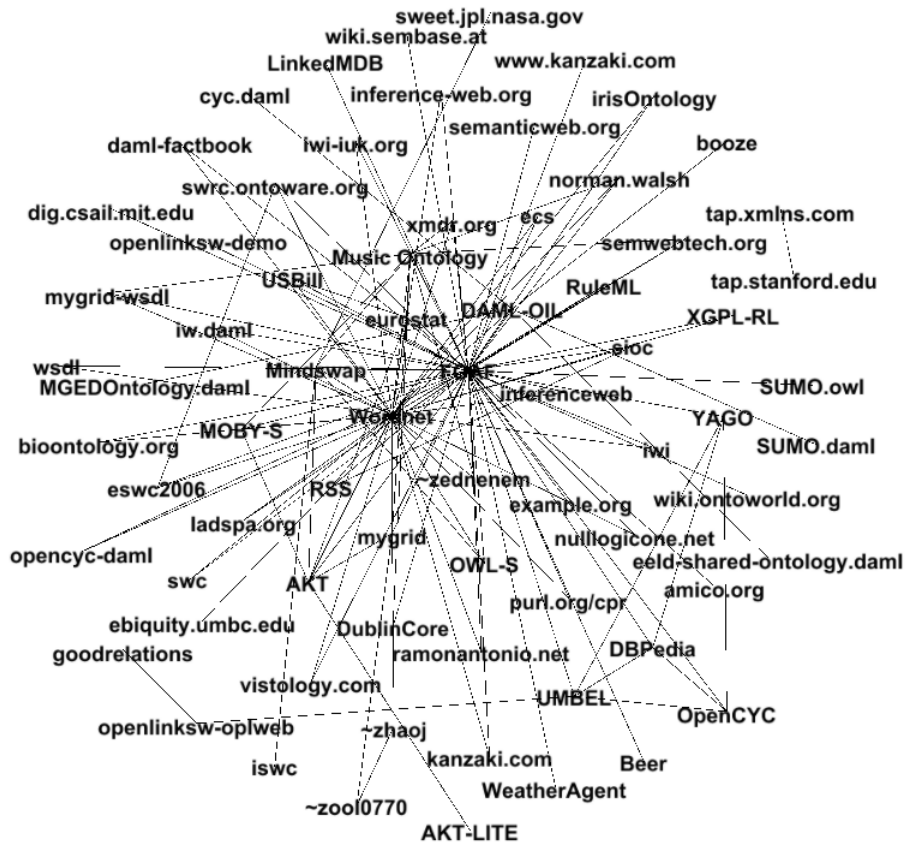 sweet.jpl.nasa.gov
wiki.sembase.at
LinkedMDB
www.kanzaki.com
cyc.daml
inference-web.org
irisOntology
semanticweb.org
daml-factbook
iwi-iuk.org
booze
swrc.ontoware.org
norman.walsh
dig.csail.mit.edu
xmdr.org
ecs
tap.xmlns.com
openlinksw-demo
Music Ontology
semwebtech.org
USBill
DAML-OIL
RuleML
tap.stanford.edu
mygrid-wsdl
eurostat
XGPL-RL
iw.daml
sioc
wsdl
Mindswap
FOAF
MGEDOntology.daml
inferenceweb
SUMO.owl
Wordnet
YAGO
MOBY-S
bioontology.org
iwi
SUMO.daml
eswc2006
RSS
~zednenem
example.org
wiki.ontoworld.org
ladspa.org
mygrid
nulllogicone.net
opencyc-daml
OWL-S
eeld-shared-ontology.daml
swc
AKT
amico.org
purl.org/cpr
ebiquity.umbc.edu
DublinCore
goodrelations
ramonantonio.net
DBPedia
vistology.com
UMBEL
OpenCYC
openlinksw-oplweb
~zhaoj
iswc
kanzaki.com
Beer
WeatherAgent
~zool0770
AKT-LITE